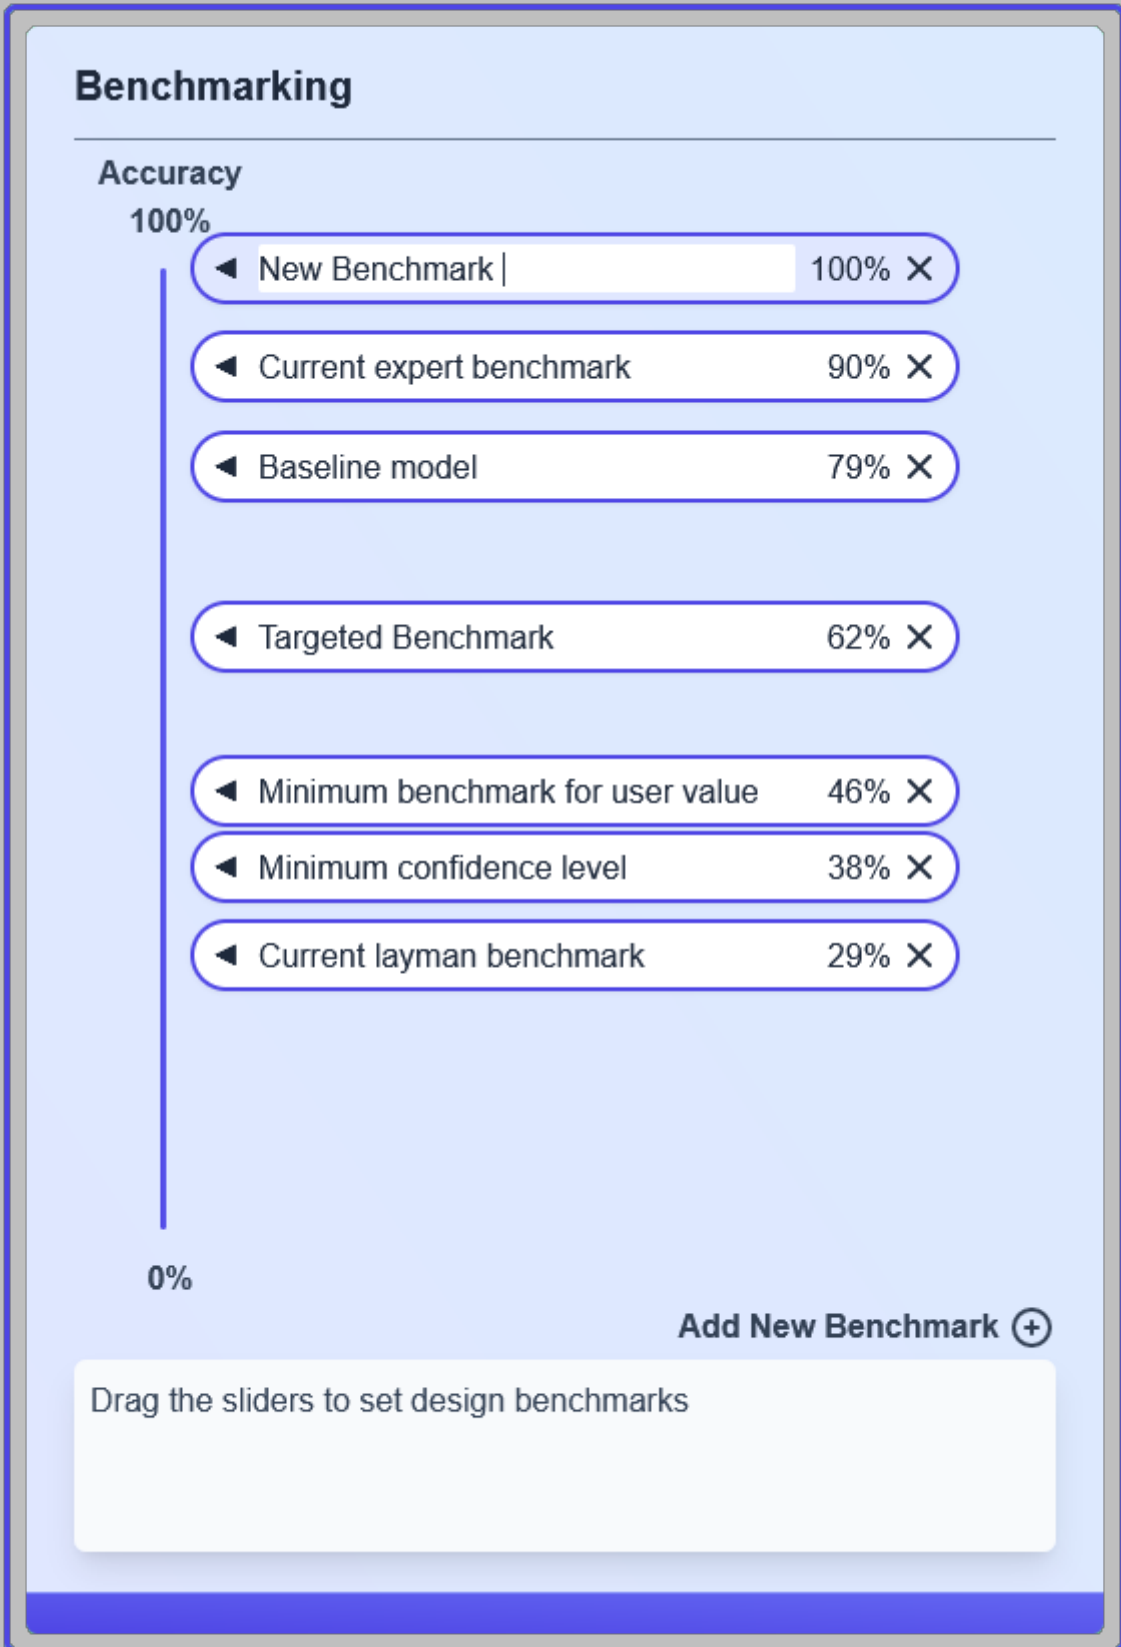 Benchmarking
Accuracy
100%
New Benchmark 100%
Current expert benchmark 90%
Baseline model 79%
Targeted Benchmark 62%
Minimum benchmark for user value 46%
Minimum confidence level 38%
Current layman benchmark 29%
0%
Add New Benchmark
Drag the sliders to set design benchmarks